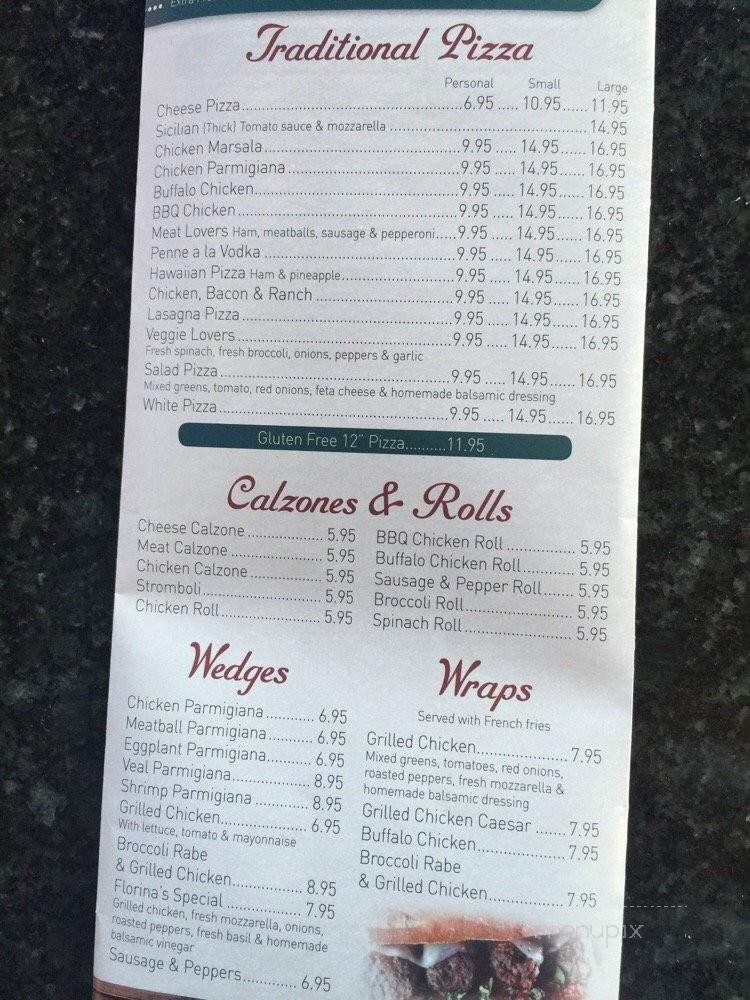 Traditional Pizza
Personal Small Large
Cheese Pizza..........6.95.....10.95......11.95
Sicilian (Thick) Tomato sauce & mozzarella..........14.95
Chicken Marsala..........9.95.....14.95......16.95
Chicken Parmigiana..........9.95.....14.95......16.95
Buffalo Chicken..........9.95.....14.95......16.95
BBQ Chicken..........9.95.....14.95......16.95
Meat Lovers Ham, meatballs, sausage & pepperoni.....9.95.....14.95......16.95
Penne a la Vodka..........9.95.....14.95......16.95
Hawaiian Pizza Ham & pineapple..........9.95.....14.95......16.95
Chicken, Bacon & Ranch..........9.95.....14.95......16.95
Lasagna Pizza..........9.95.....14.95......16.95
Veggie Lovers..........9.95.....14.95......16.95
Fresh spinach, fresh broccoli, onions, peppers & garlic
Salad Pizza..........9.95.....14.95......16.95
Mixed greens, tomato, red onions, feta cheese & homemade balsamic dressing
White Pizza..........9.95.....14.95......16.95
Gluten Free 12" Pizza..........11.95
Calzones & Rolls
Cheese Calzone..........5.95
Meat Calzone..........5.95
Chicken Calzone..........5.95
Stromboli..........5.95
Chicken Roll..........5.95
BBQ Chicken Roll..........5.95
Buffalo Chicken Roll..........5.95
Sausage & Pepper Roll......5.95
Broccoli Roll..........5.95
Spinach Roll..........5.95
Wedges
Chicken Parmigiana..........6.95
Meatball Parmigiana..........6.95
Eggplant Parmigiana..........6.95
Veal Parmigiana..........8.95
Shrimp Parmigiana..........8.95
Grilled Chicken..........6.95
With lettuce, tomato & mayonnaise
Broccoli Rabe
& Grilled Chicken..........8.95
Florina's Special..........7.95
Grilled chicken, fresh mozzarella, onions,
roasted peppers, fresh basil & homemade
balsamic vinegar
Sausage & Peppers..........6.95
Wraps
Served with French fries
Grilled Chicken..........7.95
Mixed greens, tomatoes, red onions,
roasted peppers, fresh mozzarella &
homemade balsamic dressing
Grilled Chicken Caesar.......7.95
Buffalo Chicken..........7.95
Broccoli Rabe
& Grilled Chicken..........7.95